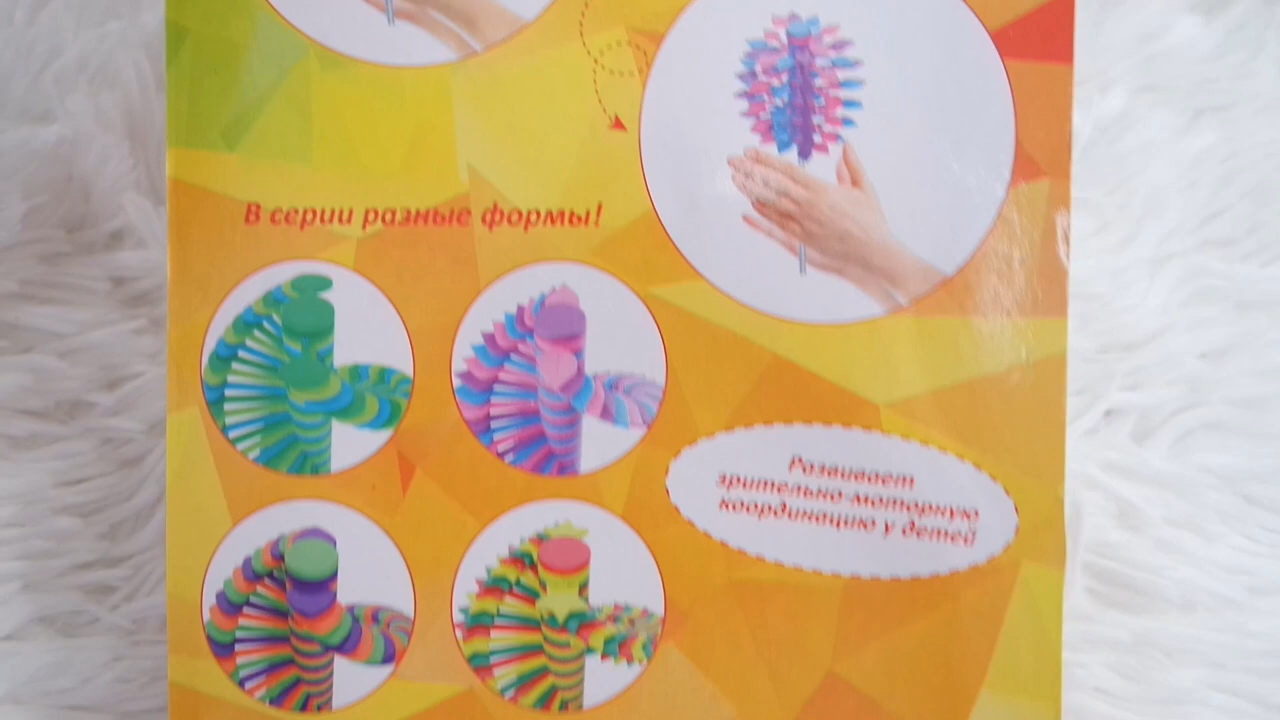 В серии разные формы!
Развивает
зрительно-моторную
координацию у детей